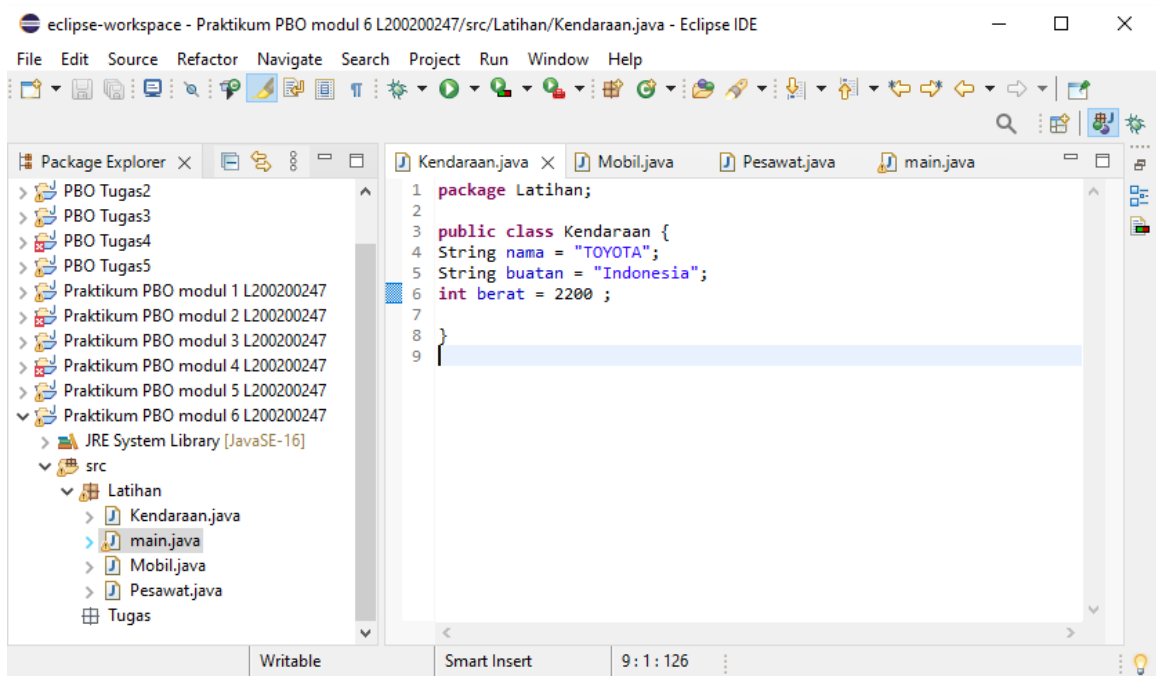 eclipse-workspace - Praktikum PBO modul 6 L200200247/src/Latihan/Kendaraan.java - Eclipse IDE
File Edit Source Refactor Navigate Search Project Run Window Help
Package Explorer
Kendaraan.java Mobil.java Pesawat.java main.java
PBO Tugas2
PBO Tugas3
PBO Tugas4
PBO Tugas5
Praktikum PBO modul 1 L200200247
Praktikum PBO modul 2 L200200247
Praktikum PBO modul 3 L200200247
Praktikum PBO modul 4 L200200247
Praktikum PBO modul 5 L200200247
Praktikum PBO modul 6 L200200247
JRE System Library [JavaSE-16]
src
Latihan
Kendaraan.java
main.java
Mobil.java
Pesawat.java
Tugas
1 package Latihan;
2
3 public class Kendaraan {
4 String nama = "TOYOTA";
5 String buatan = "Indonesia";
6 int berat = 2200 ;
7
8 }
9
Writable Smart Insert 9 : 1 : 126